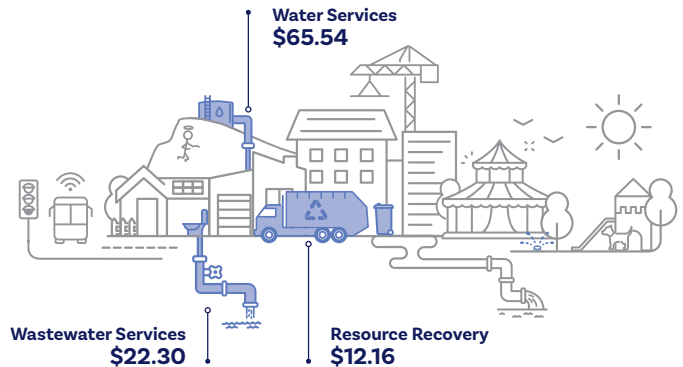 Water Services
$65.54
Wastewater Services
$22.30
Resource Recovery
$12.16